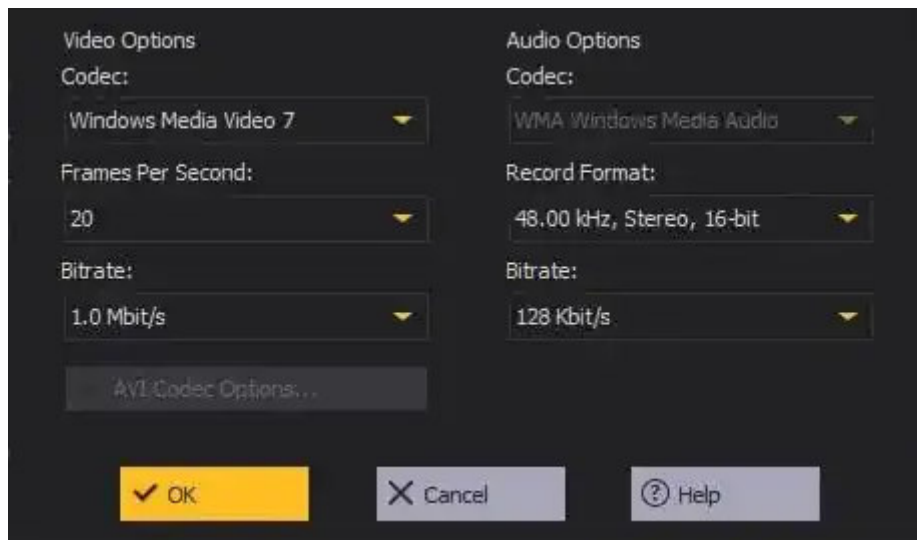 Video Options
Codec:
Windows Media Video 7
Frames Per Second:
20
Bitrate:
1.0 Mbit/s
AVI Codec Options...
Audio Options
Codec:
WMA Windows Media Audio
Record Format:
48.00 kHz, Stereo, 16-bit
Bitrate:
128 Kbit/s
OK
Cancel
Help